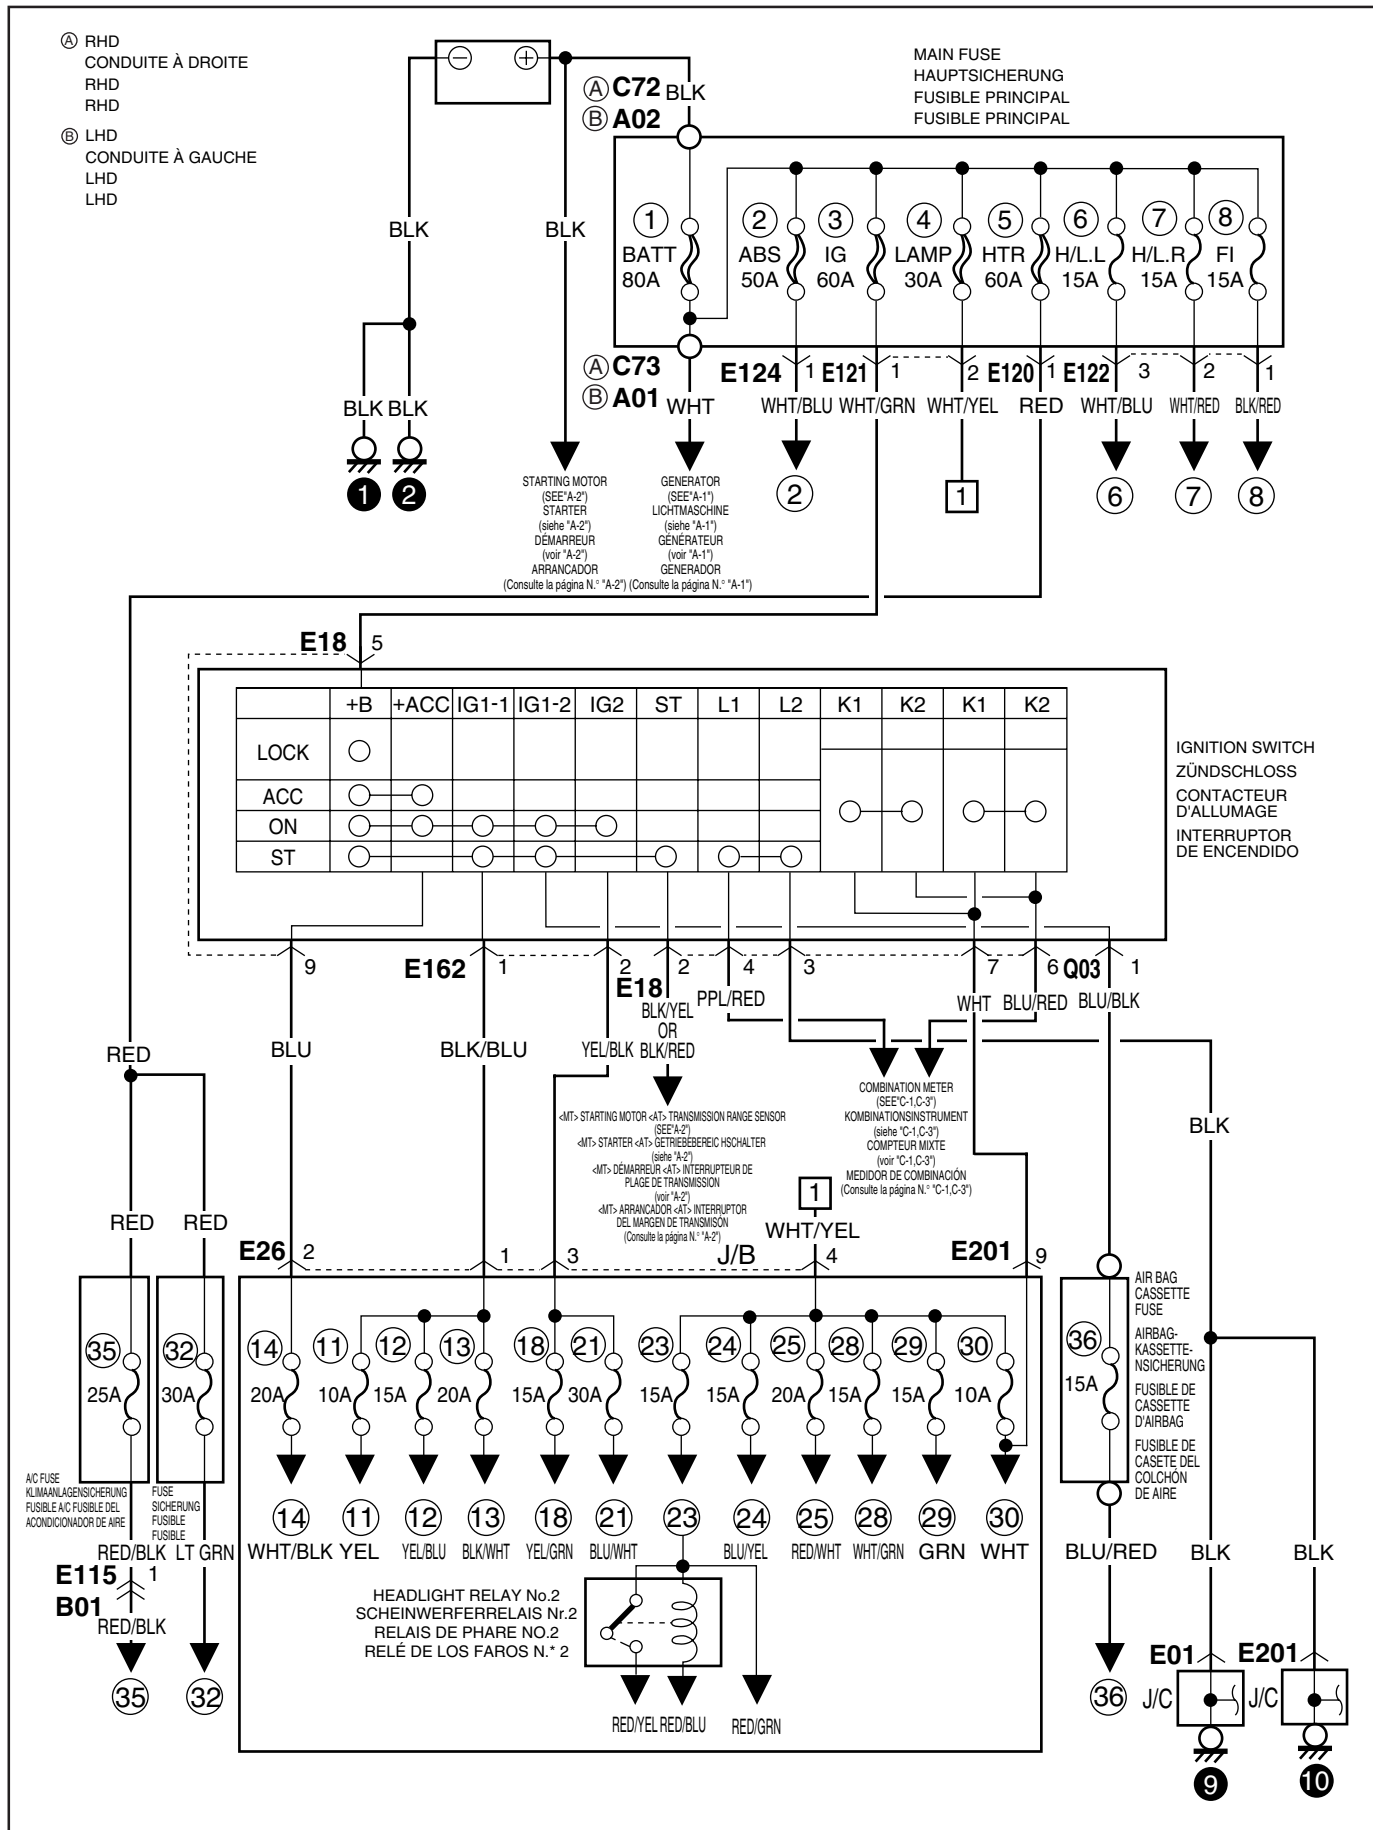 Ⓐ RHD
CONDUITE À DROITE
RHD
RHD
Ⓑ LHD
CONDUITE À GAUCHE
LHD
LHD
− +
Ⓐ C72 BLK
Ⓑ A02
MAIN FUSE
HAUPTSICHERUNG
FUSIBLE PRINCIPAL
FUSIBLE PRINCIPAL
BLK BLK
1 2 3 4 5 6 7 8
BATT ABS IG LAMP HTR H/L.L H/L.R FI
80A 50A 60A 30A 60A 15A 15A 15A
Ⓐ C73 E124 1 E121 1 2 E120 1 E122 3 2 1
Ⓑ A01
BLK BLK WHT WHT/BLU WHT/GRN WHT/YEL RED WHT/BLU WHT/RED BLK/RED
1 2 2 1 6 7 8
STARTING MOTOR
(SEE"A-2")
STARTER
(siehe "A-2")
DÉMARREUR
(voir "A-2")
ARRANCADOR
(Consulte la página N.° "A-2")
GENERATOR
(SEE"A-1")
LICHTMASCHINE
(siehe "A-1")
GÉNÉRATEUR
(voir "A-1")
GENERADOR
(Consulte la página N.° "A-1")
E18 5
+B +ACC IG1-1 IG1-2 IG2 ST L1 L2 K1 K2 K1 K2
LOCK
ACC
ON
ST
IGNITION SWITCH
ZÜNDSCHLOSS
CONTACTEUR
D'ALLUMAGE
INTERRUPTOR
DE ENCENDIDO
9 E162 1 2 2 4 3 7 6 Q03 1
E18
PPL/RED WHT BLU/RED BLU/BLK
BLK/YEL
OR
BLK/RED
RED BLU BLK/BLU YEL/BLK
<MT> STARTING MOTOR <AT> TRANSMISSION RANGE SENSOR
(SEE"A-2")
<MT> STARTER <AT> GETRIEBEBEREIC HSCHALTER
(siehe "A-2")
<MT> DÉMARREUR <AT> INTERRUPTEUR DE
PLAGE DE TRANSMISSION
(voir "A-2")
<MT> ARRANCADOR <AT> INTERRUPTOR
DEL MARGEN DE TRANSMISÓN
(Consulte la página N.° "A-2")
COMBINATION METER
(SEE"C-1,C-3")
KOMBINATIONSINSTRUMENT
(siehe "C-1,C-3")
COMPTEUR MIXTE
(voir "C-1,C-3")
MEDIDOR DE COMBINACIÓN
(Consulte la página N.° "C-1,C-3")
BLK
1
RED RED WHT/YEL
E26 2 1 3 J/B 4 E201 9
35 32 14 11 12 13 18 21 23 24 25 28 29 30 36
25A 30A 20A 10A 15A 20A 15A 30A 15A 15A 20A 15A 15A 10A 15A
AIR BAG
CASSETTE
FUSE
AIRBAG-
KASSETTE-
NSICHERUNG
FUSIBLE DE
CASSETTE
D'AIRBAG
FUSIBLE DE
CASETE DEL
COLCHÓN
DE AIRE
A/C FUSE
KLIMAANLAGENSICHERUNG
FUSIBLE A/C FUSIBLE DEL
ACONDICIONADOR DE AIRE
FUSE
SICHERUNG
FUSIBLE
FUSIBLE
14 11 12 13 18 21 23 24 25 28 29 30
WHT/BLK YEL YEL/BLU BLK/WHT YEL/GRN BLU/WHT BLU/YEL RED/WHT WHT/GRN GRN WHT
RED/BLK LT GRN BLU/RED BLK BLK
E115 1
B01
RED/BLK
HEADLIGHT RELAY No.2
SCHEINWERFERRELAIS Nr.2
RELAIS DE PHARE NO.2
RELÉ DE LOS FAROS N.* 2
35 32
RED/YEL RED/BLU RED/GRN
36 E01 E201
J/C J/C
9 10